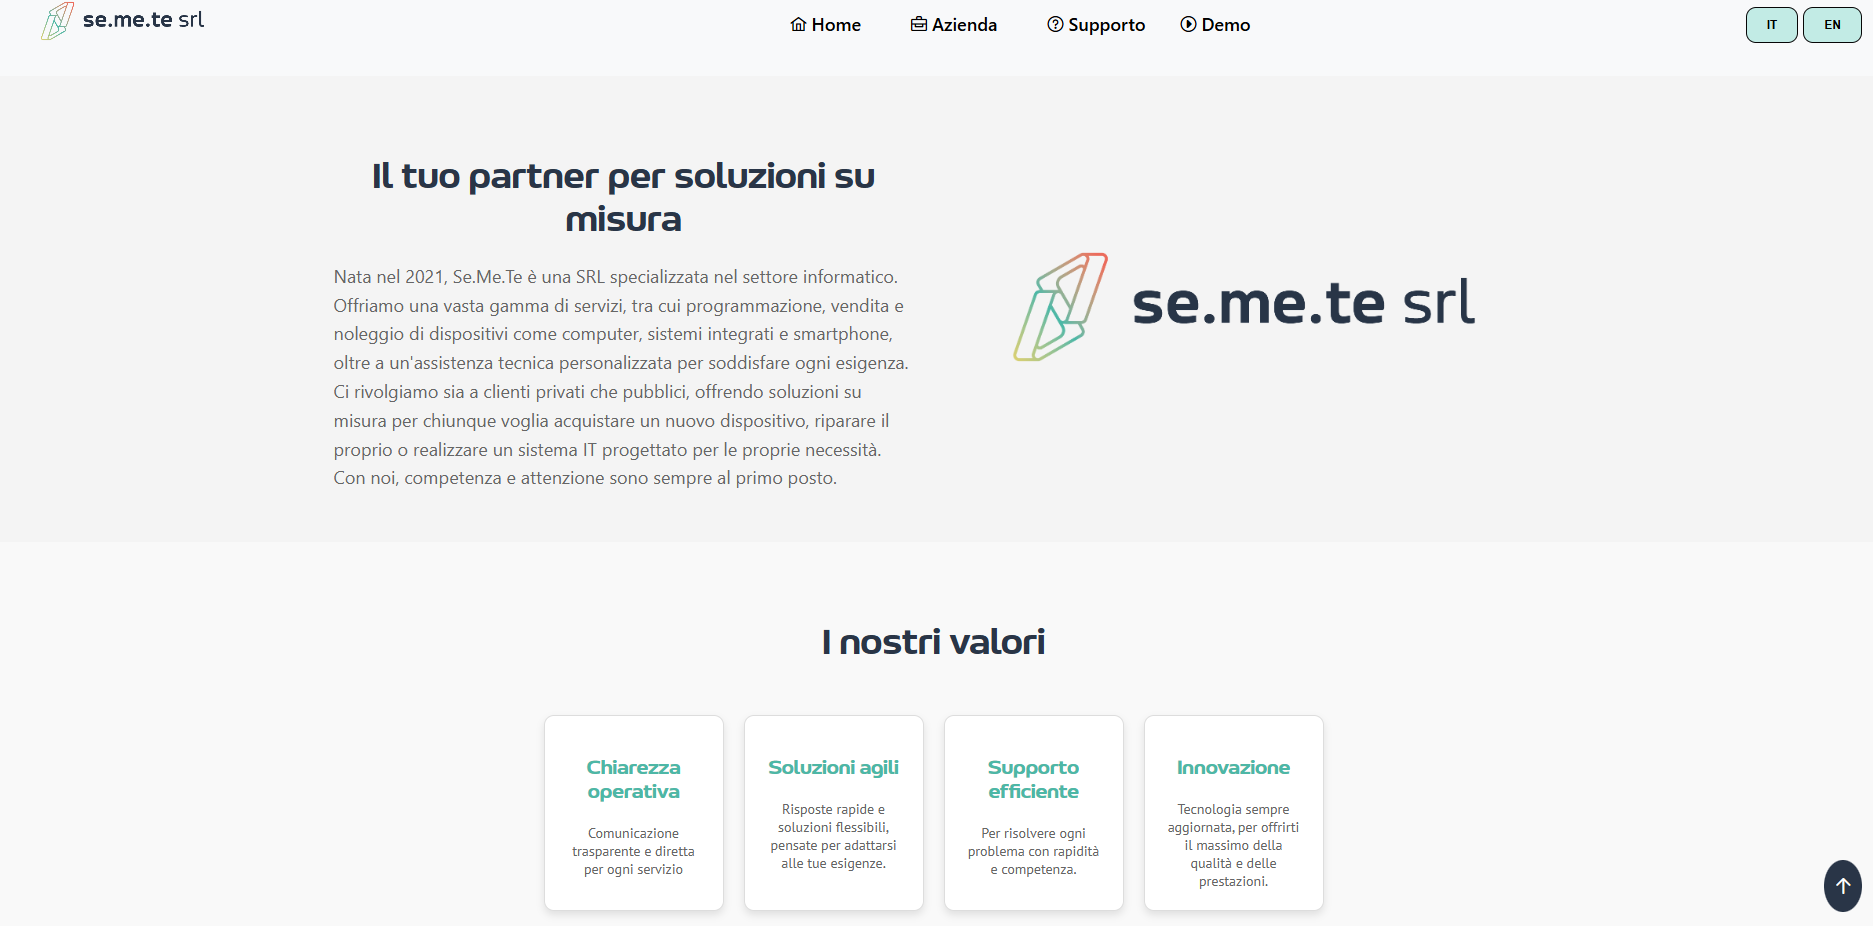 se.me.te srl
Home
Azienda
Supporto
Demo
IT
EN
Il tuo partner per soluzioni su
misura
Nata nel 2021, Se.Me.Te è una SRL specializzata nel settore informatico.
Offriamo una vasta gamma di servizi, tra cui programmazione, vendita e
noleggio di dispositivi come computer, sistemi integrati e smartphone,
oltre a un'assistenza tecnica personalizzata per soddisfare ogni esigenza.
Ci rivolgiamo sia a clienti privati che pubblici, offrendo soluzioni su
misura per chiunque voglia acquistare un nuovo dispositivo, riparare il
proprio o realizzare un sistema IT progettato per le proprie necessità.
Con noi, competenza e attenzione sono sempre al primo posto.
se.me.te srl
I nostri valori
Chiarezza
operativa
Comunicazione
trasparente e diretta
per ogni servizio
Soluzioni agili
Risposte rapide e
soluzioni flessibili,
pensate per adattarsi
alle tue esigenze.
Supporto
efficiente
Per risolvere ogni
problema con rapidità
e competenza.
Innovazione
Tecnologia sempre
aggiornata, per offrirti
il massimo della
qualità e delle
prestazioni.